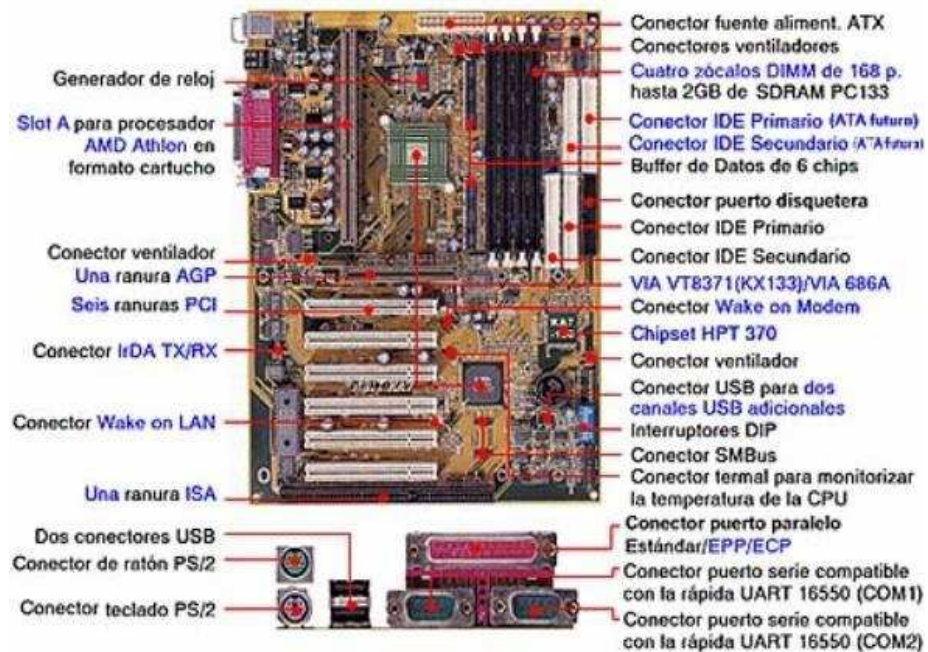 Generador de reloj
Slot A para procesador
AMD Athlon en
formato cartucho
Conector ventilador
Una ranura AGP
Seis ranuras PCI
Conector IrDA TX/RX
Conector Wake on LAN
Una ranura ISA
Dos conectores USB
Conector de ratón PS/2
Conector teclado PS/2
Conector fuente aliment. ATX
Conectores ventiladores
Cuatro zócalos DIMM de 168 p.
hasta 2GB de SDRAM PC133
Conector IDE Primario (ATA futura)
Conector IDE Secundario (ATA futura)
Buffer de Datos de 6 chips
Conector puerto disquetera
Conector IDE Primario
Conector IDE Secundario
VIA VT8371(KX133)/VIA 686A
Conector Wake on Modem
Chipset HPT 370
Conector ventilador
Conector USB para dos
canales USB adicionales
Interruptores DIP
Conector SMBus
Conector termal para monitorizar
la temperatura de la CPU
Conector puerto paralelo
Estándar/EPP/ECP
Conector puerto serie compatible
con la rápida UART 16550 (COM1)
Conector puerto serie compatible
con la rápida UART 16550 (COM2)